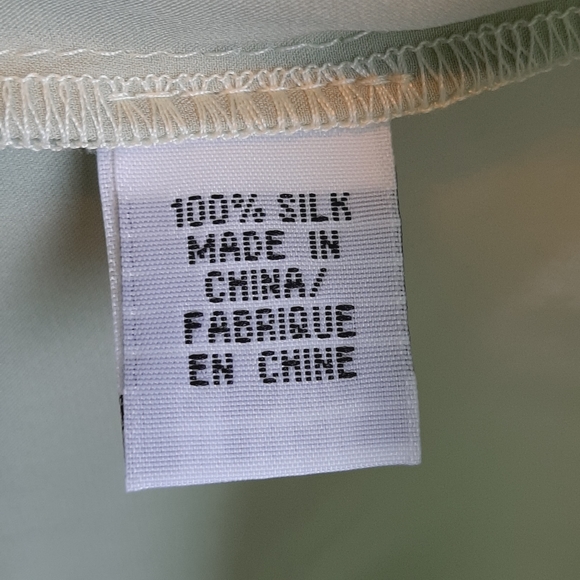 100% SILK
MADE IN
CHINA/
FABRIQUE
EN CHINE